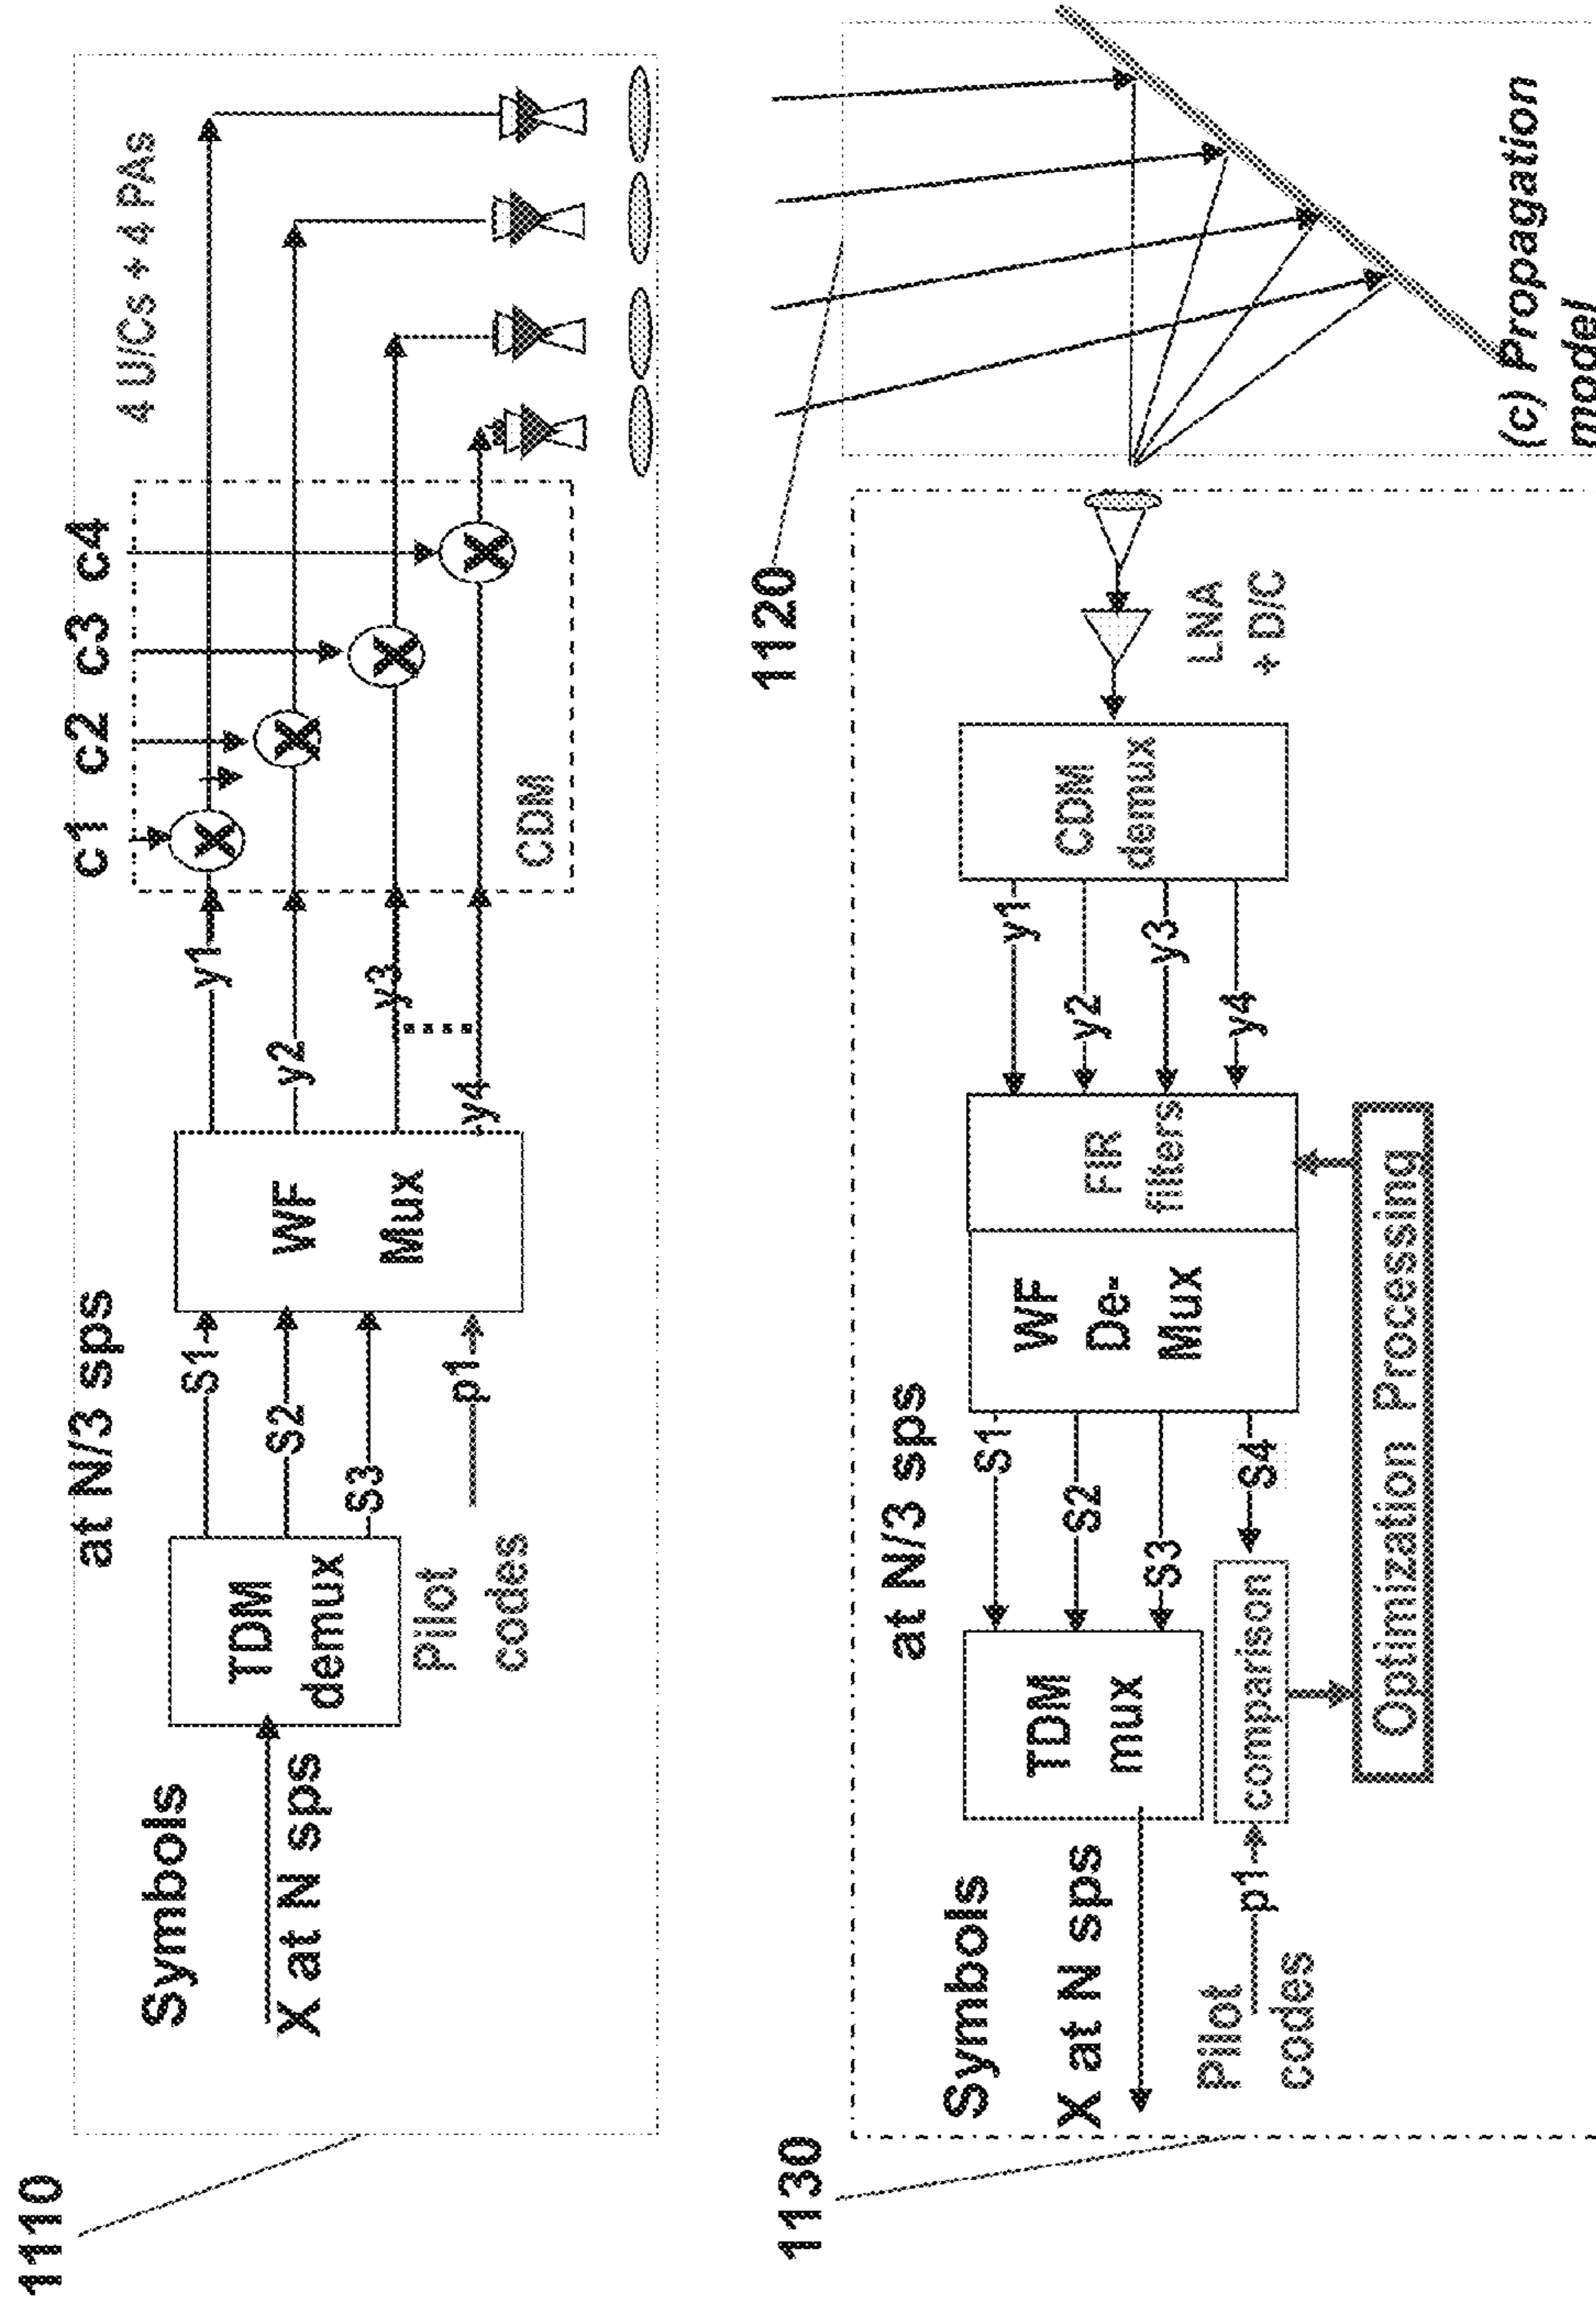 1110
Symbols
X at N sps
TDM
demux
at N/3 sps
S1
S2
S3
Pilot
codes
p1
WF
Mux
y1
y2
y3
y4
c1 c2 c3 c4
X
X
X
X
CDM
4 U/Cs + 4 PAs
1120
(c) Propagation
model
1130
Symbols
X at N sps
TDM
mux
at N/3 sps
S1
S2
S3
S4
Pilot
codes
p1
comparison
Optimization Processing
WF
De-
Mux
FIR
filters
y1
y2
y3
y4
CDM
demux
LNA
+ D/C